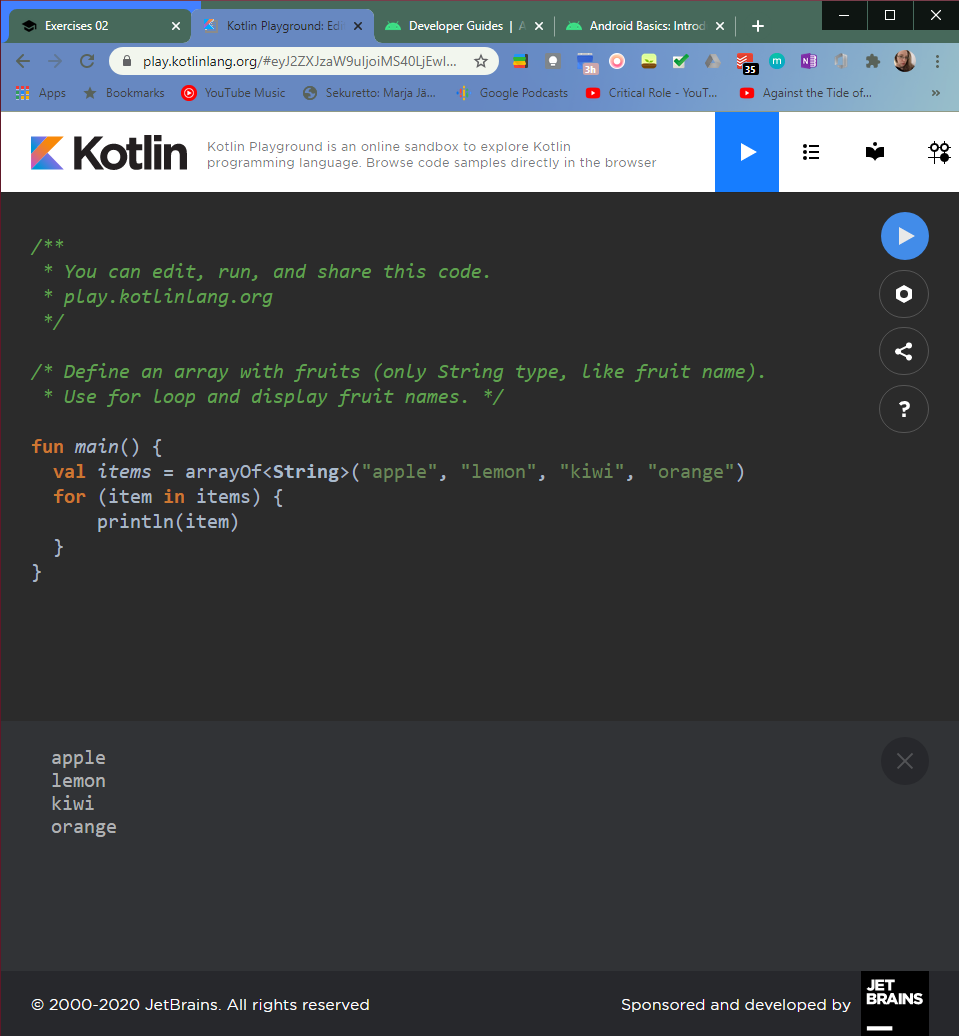 Exercises 02
Kotlin Playground: Edi
Developer Guides | A
Android Basics: Introd
play.kotlinlang.org/#eyJ2ZXJzaW9uIjoiMS40LjEwI...
3h
35
Apps
Bookmarks
YouTube Music
Sekuretto: Marja Jä...
Google Podcasts
Critical Role - YouT...
Against the Tide of...
Kotlin
Kotlin Playground is an online sandbox to explore Kotlin
programming language. Browse code samples directly in the browser
/**
* You can edit, run, and share this code.
* play.kotlinlang.org
*/
/* Define an array with fruits (only String type, like fruit name).
* Use for loop and display fruit names. */
fun main() {
val items = arrayOf<String>("apple", "lemon", "kiwi", "orange")
for (item in items) {
println(item)
}
}
apple
lemon
kiwi
orange
© 2000-2020 JetBrains. All rights reserved
Sponsored and developed by
JET
BRAINS